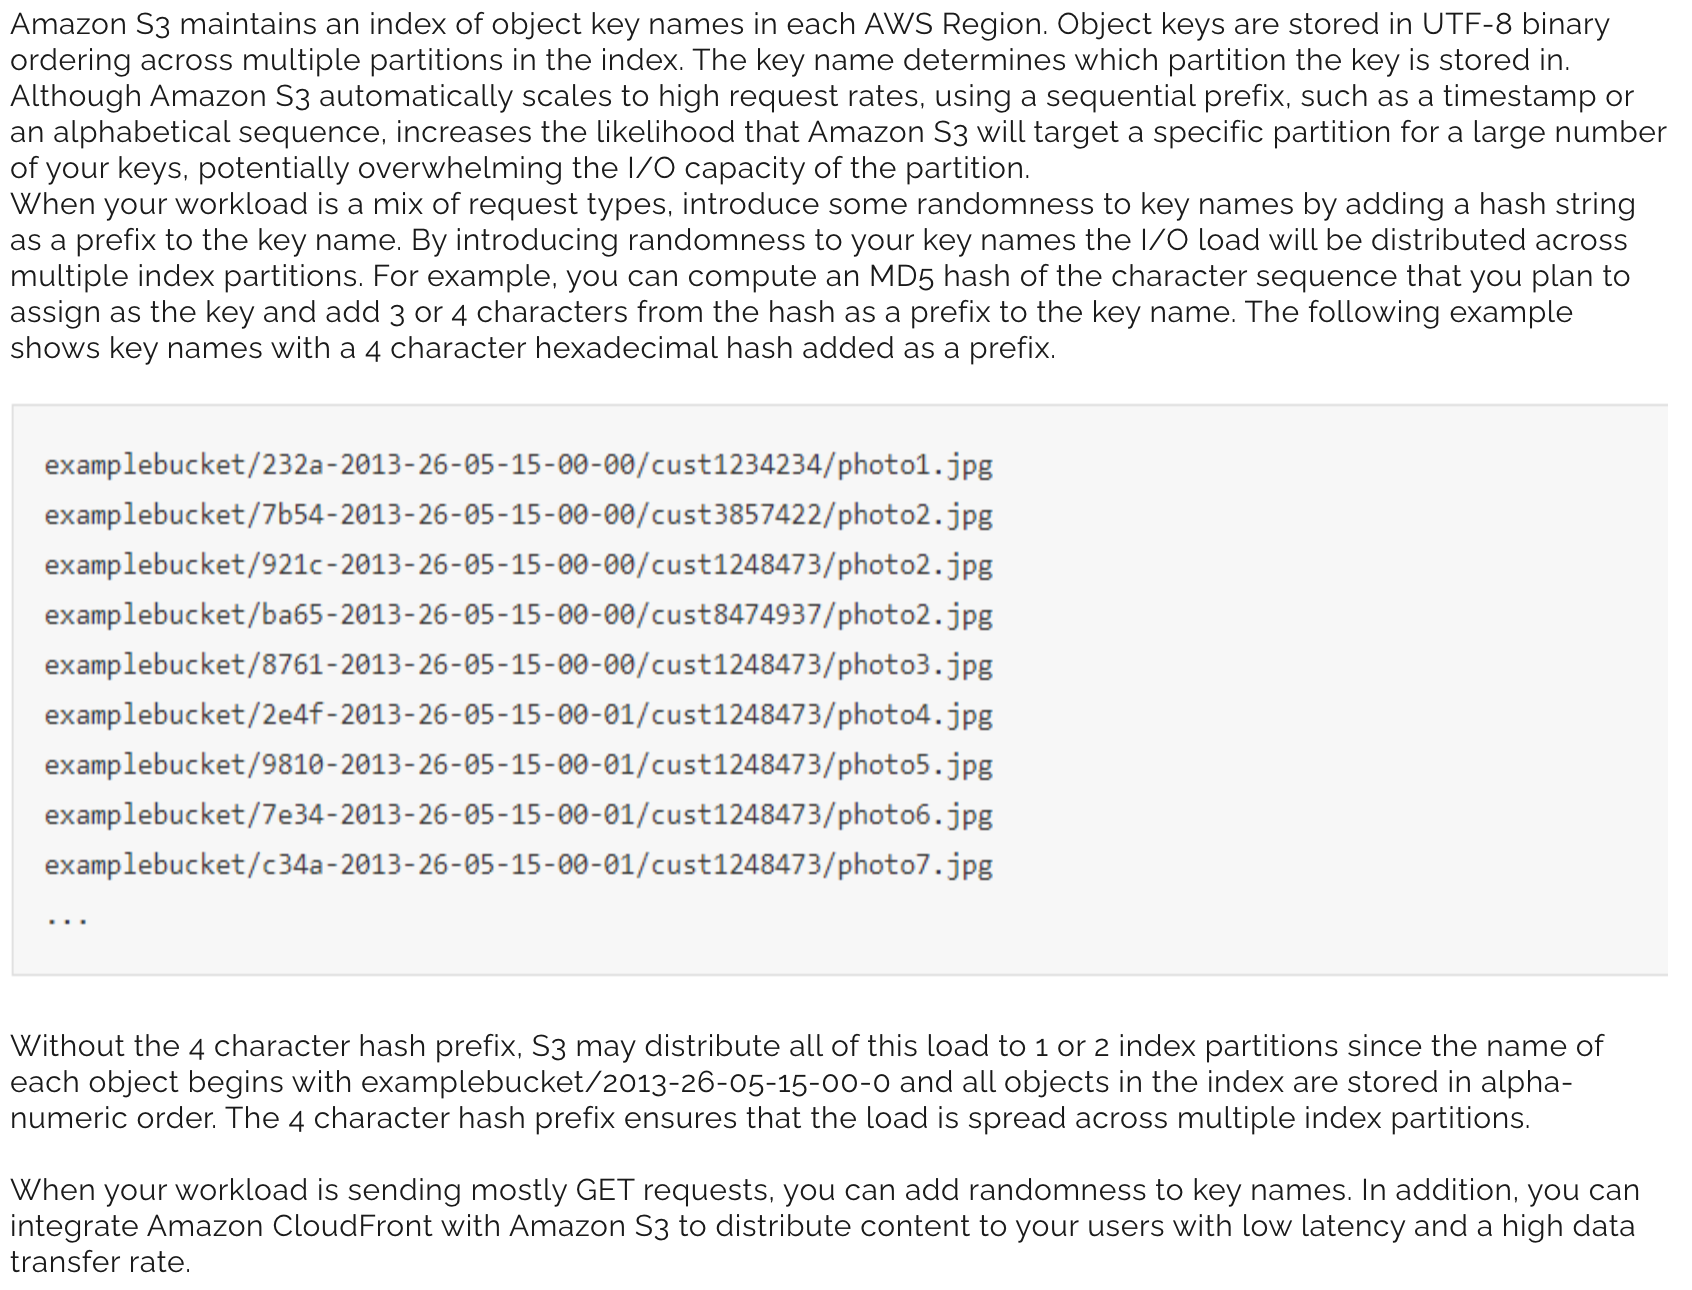 Amazon S3 maintains an index of object key names in each AWS Region. Object keys are stored in UTF-8 binary
ordering across multiple partitions in the index. The key name determines which partition the key is stored in.
Although Amazon S3 automatically scales to high request rates, using a sequential prefix, such as a timestamp or
an alphabetical sequence, increases the likelihood that Amazon S3 will target a specific partition for a large number
of your keys, potentially overwhelming the I/O capacity of the partition.
When your workload is a mix of request types, introduce some randomness to key names by adding a hash string
as a prefix to the key name. By introducing randomness to your key names the I/O load will be distributed across
multiple index partitions. For example, you can compute an MD5 hash of the character sequence that you plan to
assign as the key and add 3 or 4 characters from the hash as a prefix to the key name. The following example
shows key names with a 4 character hexadecimal hash added as a prefix.
examplebucket/232a-2013-26-05-15-00-00/cust1234234/photo1.jpg
examplebucket/7b54-2013-26-05-15-00-00/cust3857422/photo2.jpg
examplebucket/921c-2013-26-05-15-00-00/cust1248473/photo2.jpg
examplebucket/ba65-2013-26-05-15-00-00/cust8474937/photo2.jpg
examplebucket/8761-2013-26-05-15-00-00/cust1248473/photo3.jpg
examplebucket/2e4f-2013-26-05-15-00-01/cust1248473/photo4.jpg
examplebucket/9810-2013-26-05-15-00-01/cust1248473/photo5.jpg
examplebucket/7e34-2013-26-05-15-00-01/cust1248473/photo6.jpg
examplebucket/c34a-2013-26-05-15-00-01/cust1248473/photo7.jpg
...
Without the 4 character hash prefix, S3 may distribute all of this load to 1 or 2 index partitions since the name of
each object begins with examplebucket/2013-26-05-15-00-0 and all objects in the index are stored in alpha-
numeric order. The 4 character hash prefix ensures that the load is spread across multiple index partitions.
When your workload is sending mostly GET requests, you can add randomness to key names. In addition, you can
integrate Amazon CloudFront with Amazon S3 to distribute content to your users with low latency and a high data
transfer rate.